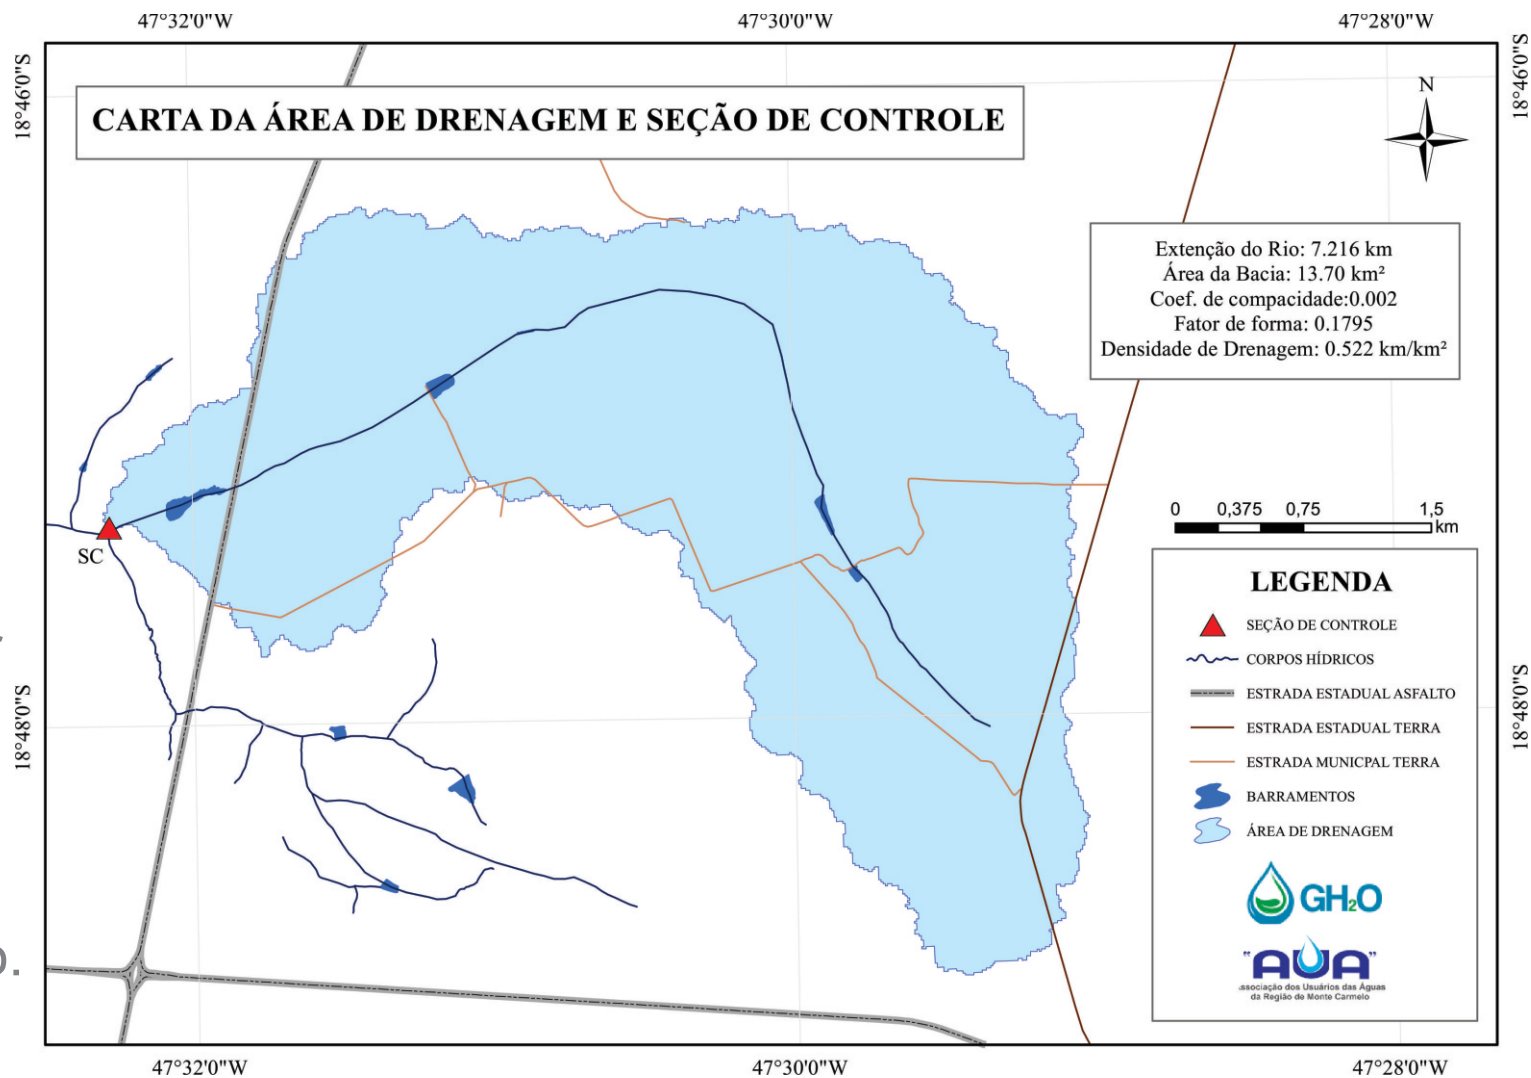 47°32'0"W
47°30'0"W
47°28'0"W
18°46'0"S
18°46'0"S
CARTA DA ÁREA DE DRENAGEM E SEÇÃO DE CONTROLE
N
Extenção do Rio: 7.216 km
Área da Bacia: 13.70 km²
Coef. de compacidade:0.002
Fator de forma: 0.1795
Densidade de Drenagem: 0.522 km/km²
SC
0 0,375 0,75 1,5
km
LEGENDA
SEÇÃO DE CONTROLE
CORPOS HÍDRICOS
ESTRADA ESTADUAL ASFALTO
ESTRADA ESTADUAL TERRA
ESTRADA MUNICPAL TERRA
BARRAMENTOS
ÁREA DE DRENAGEM
18°48'0"S
18°48'0"S
GH₂O
"AUA"
ssociação dos Usuários das Águas
da Região de Monte Carmelo
47°32'0"W
47°30'0"W
47°28'0"W